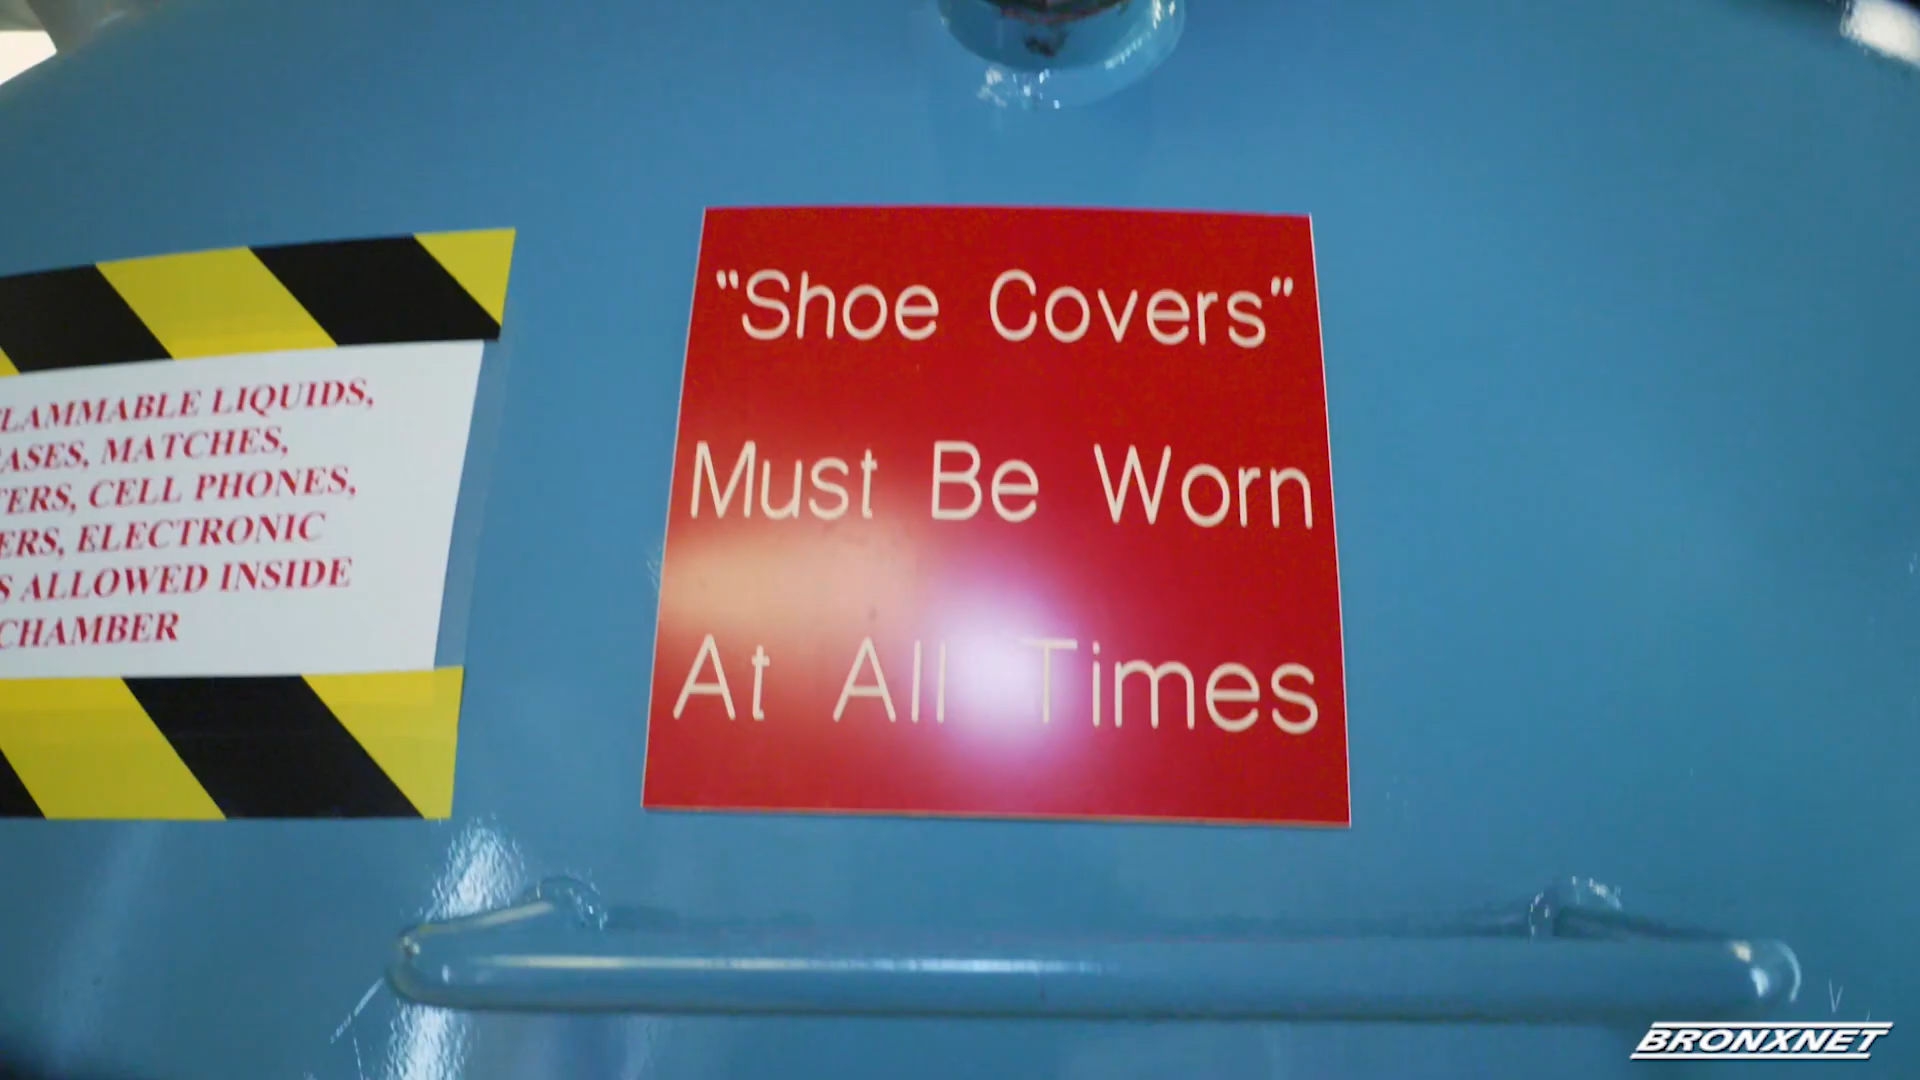 LAMMABLE LIQUIDS,
ASES, MATCHES,
TERS, CELL PHONES,
ERS, ELECTRONIC
S ALLOWED INSIDE
CHAMBER
"Shoe Covers"
Must Be Worn
At All Times
BRONXNET